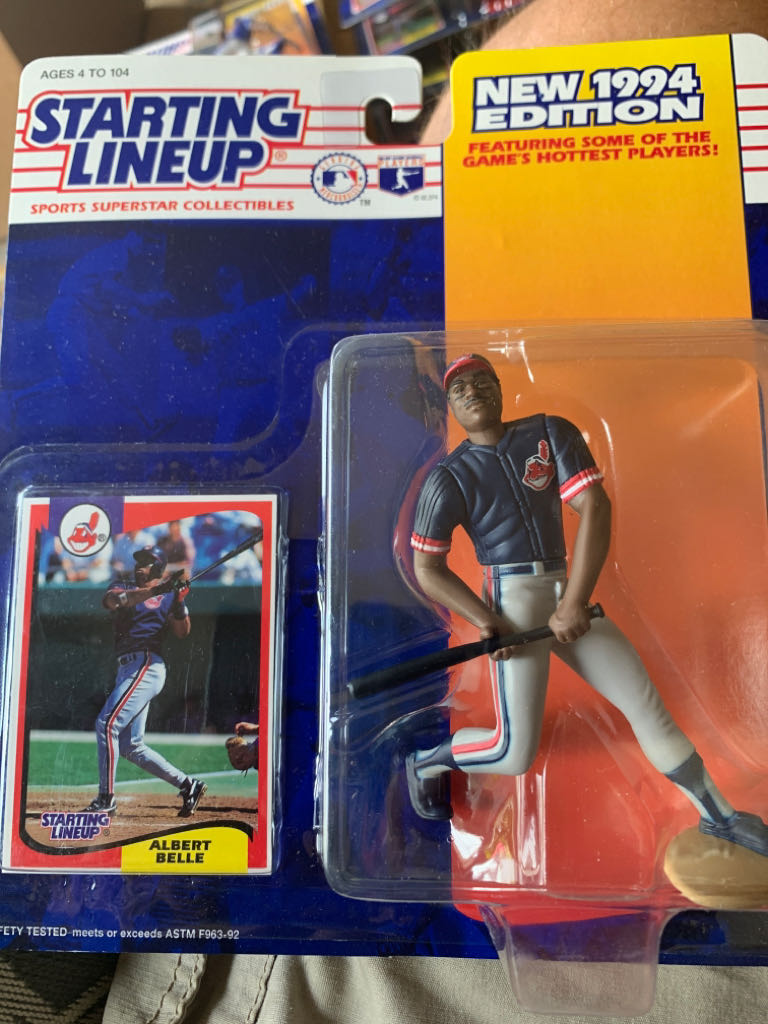 AGES 4 TO 104
STARTING
LINEUP®
SPORTS SUPERSTAR COLLECTIBLES
TM
NEW 1994
EDITION
FEATURING SOME OF THE
GAME'S HOTTEST PLAYERS!
STARTING
LINEUP
ALBERT
BELLE
FETY TESTED meets or exceeds ASTM F963-92